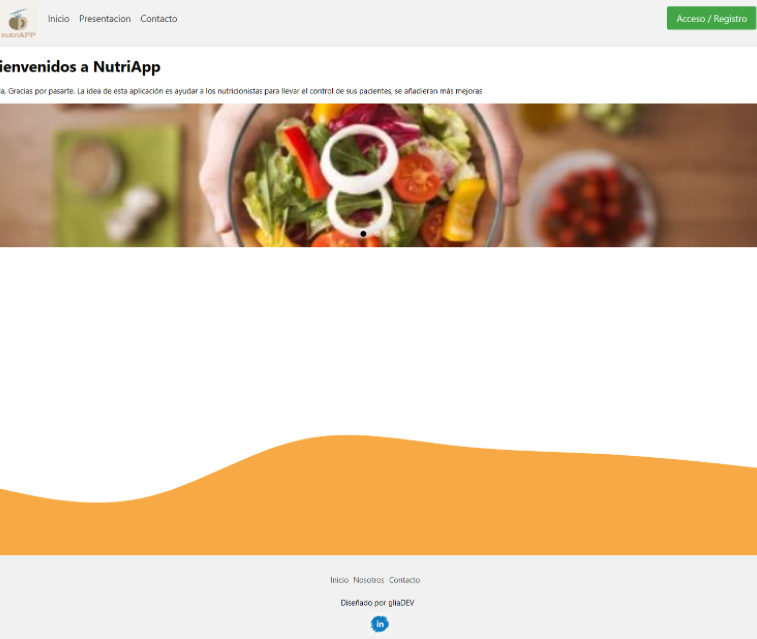 nutriAPP
Inicio Presentacion Contacto
Acceso / Registro
ienvenidos a NutriApp
a, Gracias por pasarte. La idea de esta aplicación es ayudar a los nutricionistas para llevar el control de sus pacientes, se añadieran más mejoras
Inicio Nosotros Contacto
Diseñado por gliaDEV
in